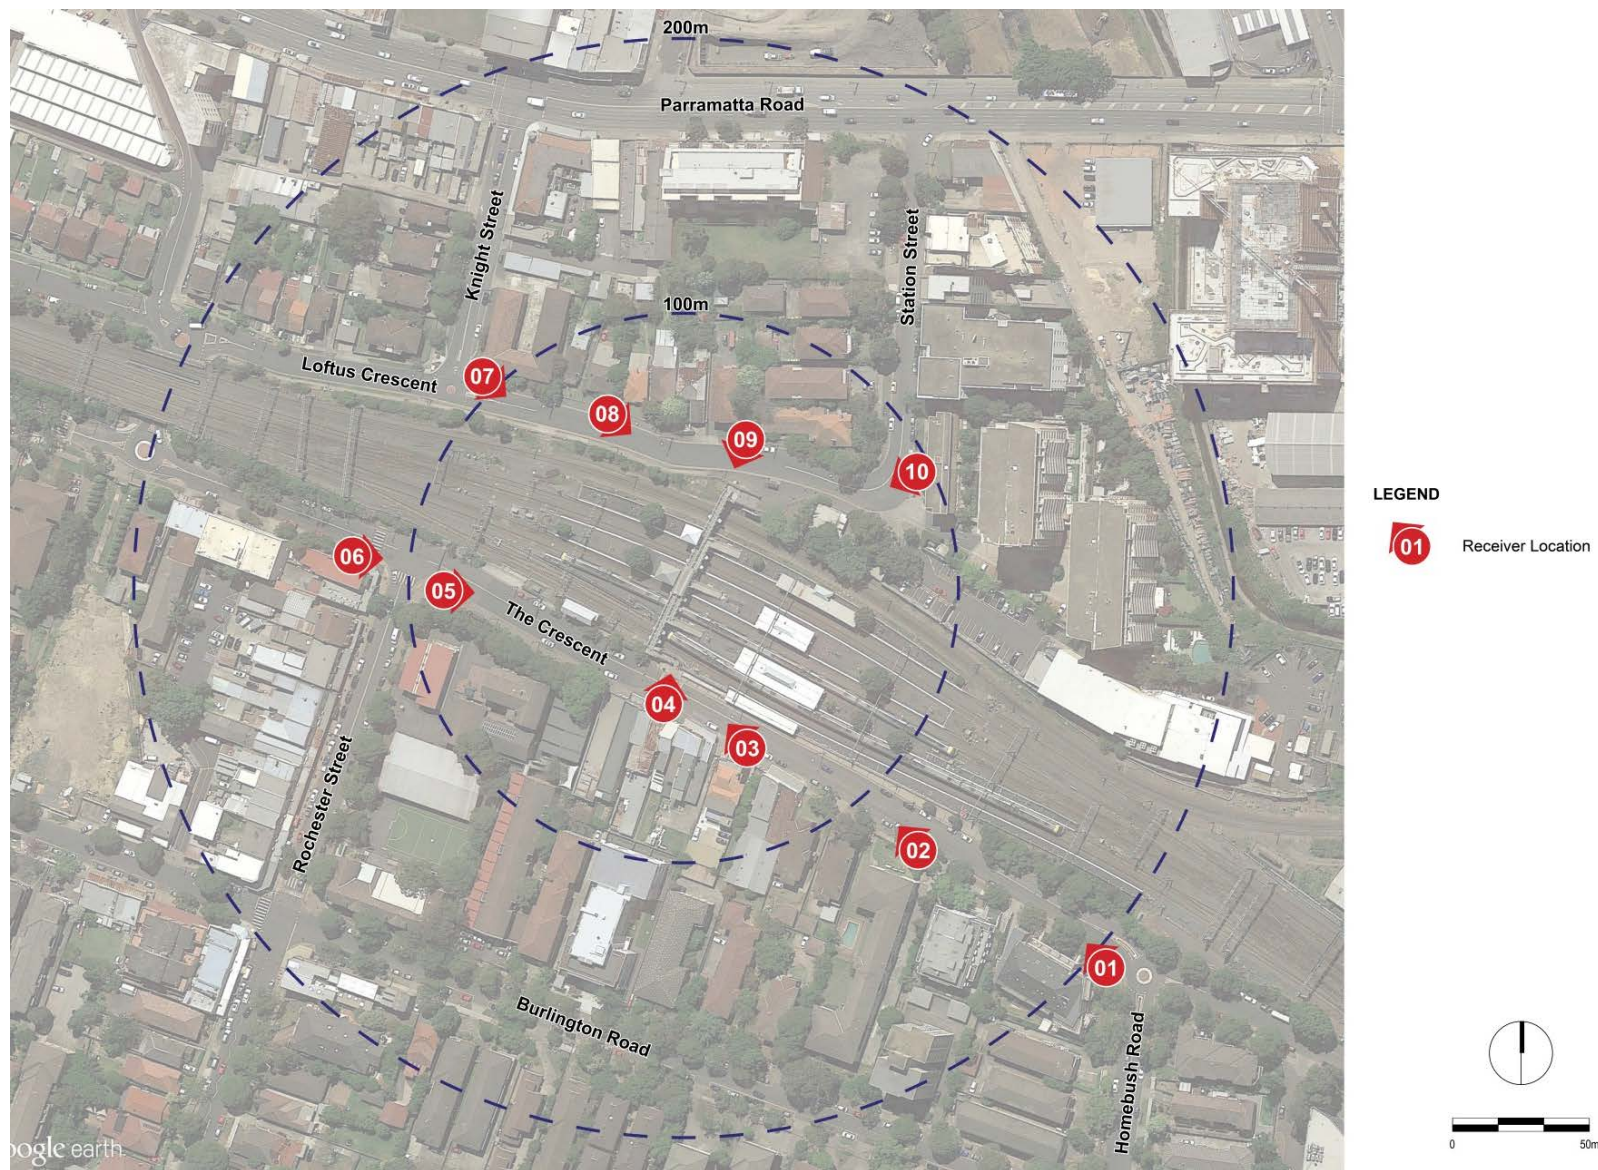 200m
Parramatta Road
Knight Street
Station Street
100m
Loftus Crescent
07
08
09
10
06
05
The Crescent
04
03
02
01
Rochester Street
Burlington Road
Homebush Road
oogle earth
LEGEND
01
Receiver Location
0
50m